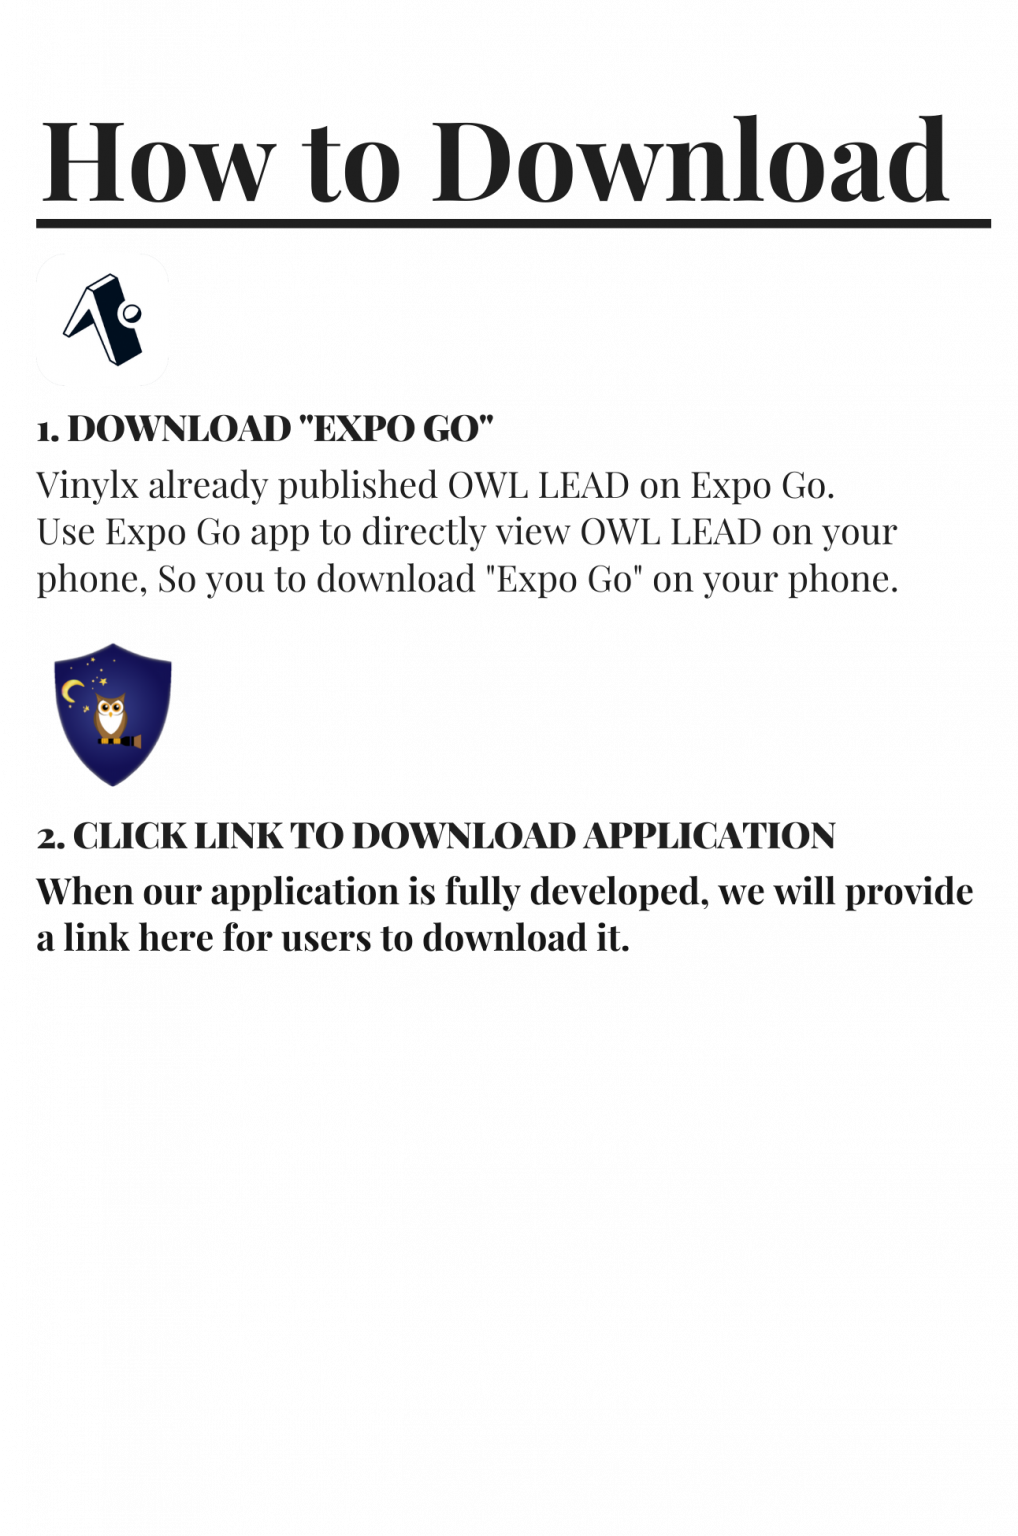 How to Download
1. DOWNLOAD "EXPO GO"
Vinylx already published OWL LEAD on Expo Go.
Use Expo Go app to directly view OWL LEAD on your
phone, So you to download "Expo Go" on your phone.
2. CLICK LINK TO DOWNLOAD APPLICATION
When our application is fully developed, we will provide
a link here for users to download it.